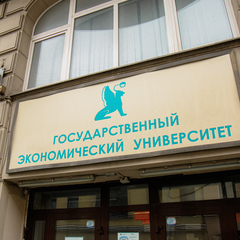 ГОСУДАРСТВЕННЫЙ
ЭКОНОМИЧЕСКИЙ УНИВЕРСИТЕТ